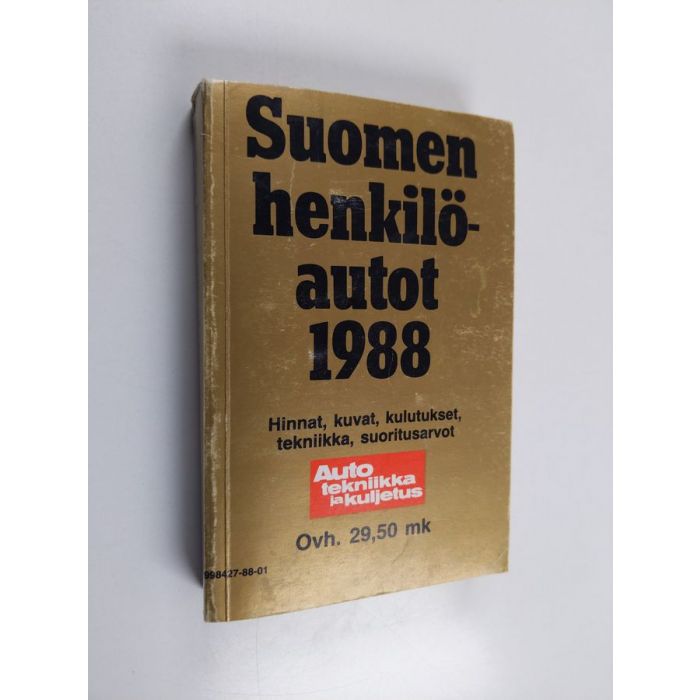 Suomen
henkilö-
autot
1988
Hinnat, kuvat, kulutukset,
tekniikka, suoritusarvot
Auto
tekniikka
ja kuljetus
Ovh. 29,50 mk
998427-88-01